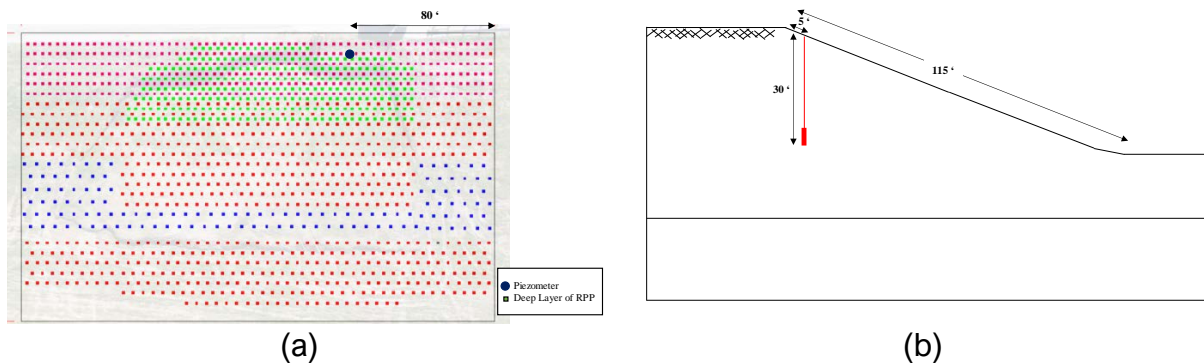 80 ‘
Piezometer
Deep Layer of RPP
(a)
5 ‘
30 ‘
115 ‘
(b)